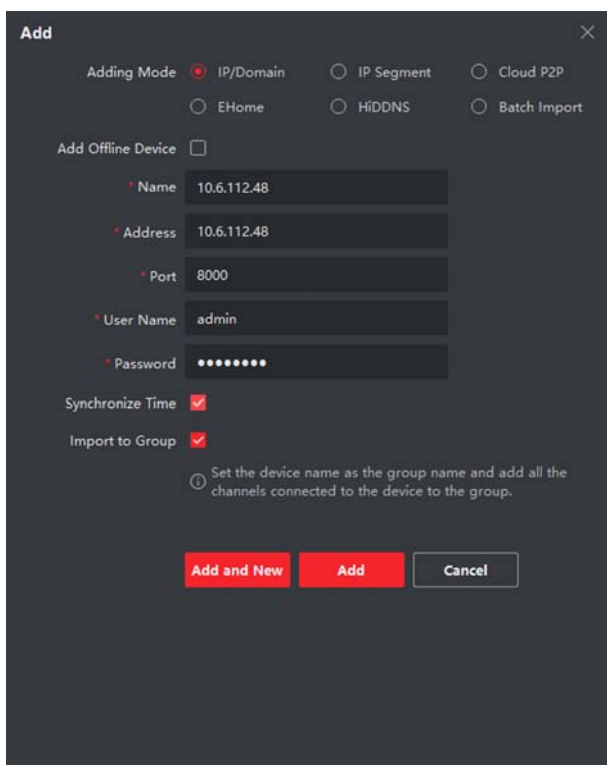 Add
Adding Mode IP/Domain IP Segment Cloud P2P
EHome HiDDNS Batch Import
Add Offline Device
* Name 10.6.112.48
* Address 10.6.112.48
* Port 8000
* User Name admin
* Password ●●●●●●●●
Synchronize Time
Import to Group
Set the device name as the group name and add all the
channels connected to the device to the group.
Add and New Add Cancel